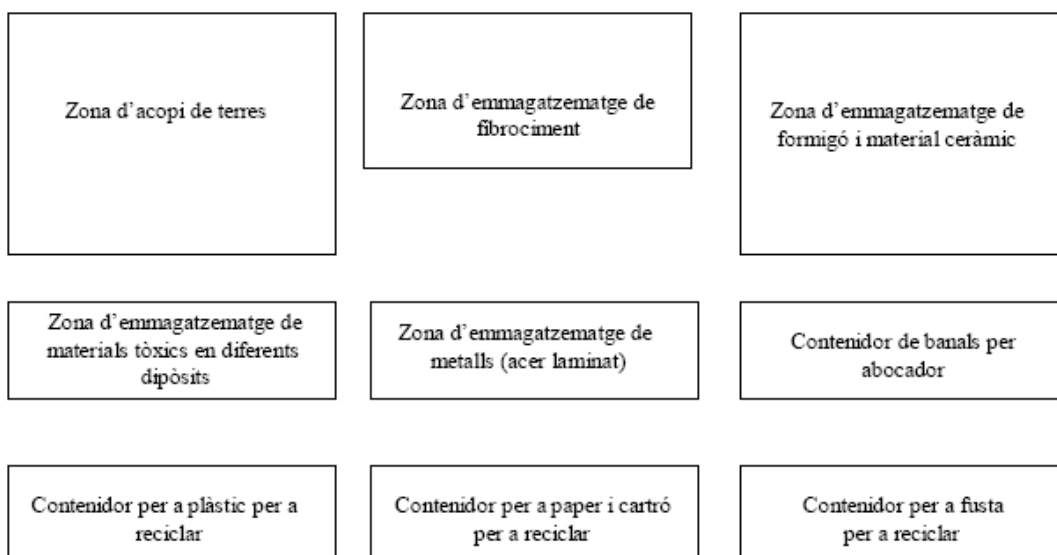 Zona d'acopi de terres
Zona d'emmagatzematge de
fibrociment
Zona d'emmagatzematge de
formigó i material ceràmic
Zona d'emmagatzematge de
materials tòxics en diferents
dipòsits
Zona d'emmagatzematge de
metalls (acer laminat)
Contenidor de banals per
abocador
Contenidor per a plàstic per a
reciclar
Contenidor per a paper i cartró
per a reciclar
Contenidor per a fusta
per a reciclar